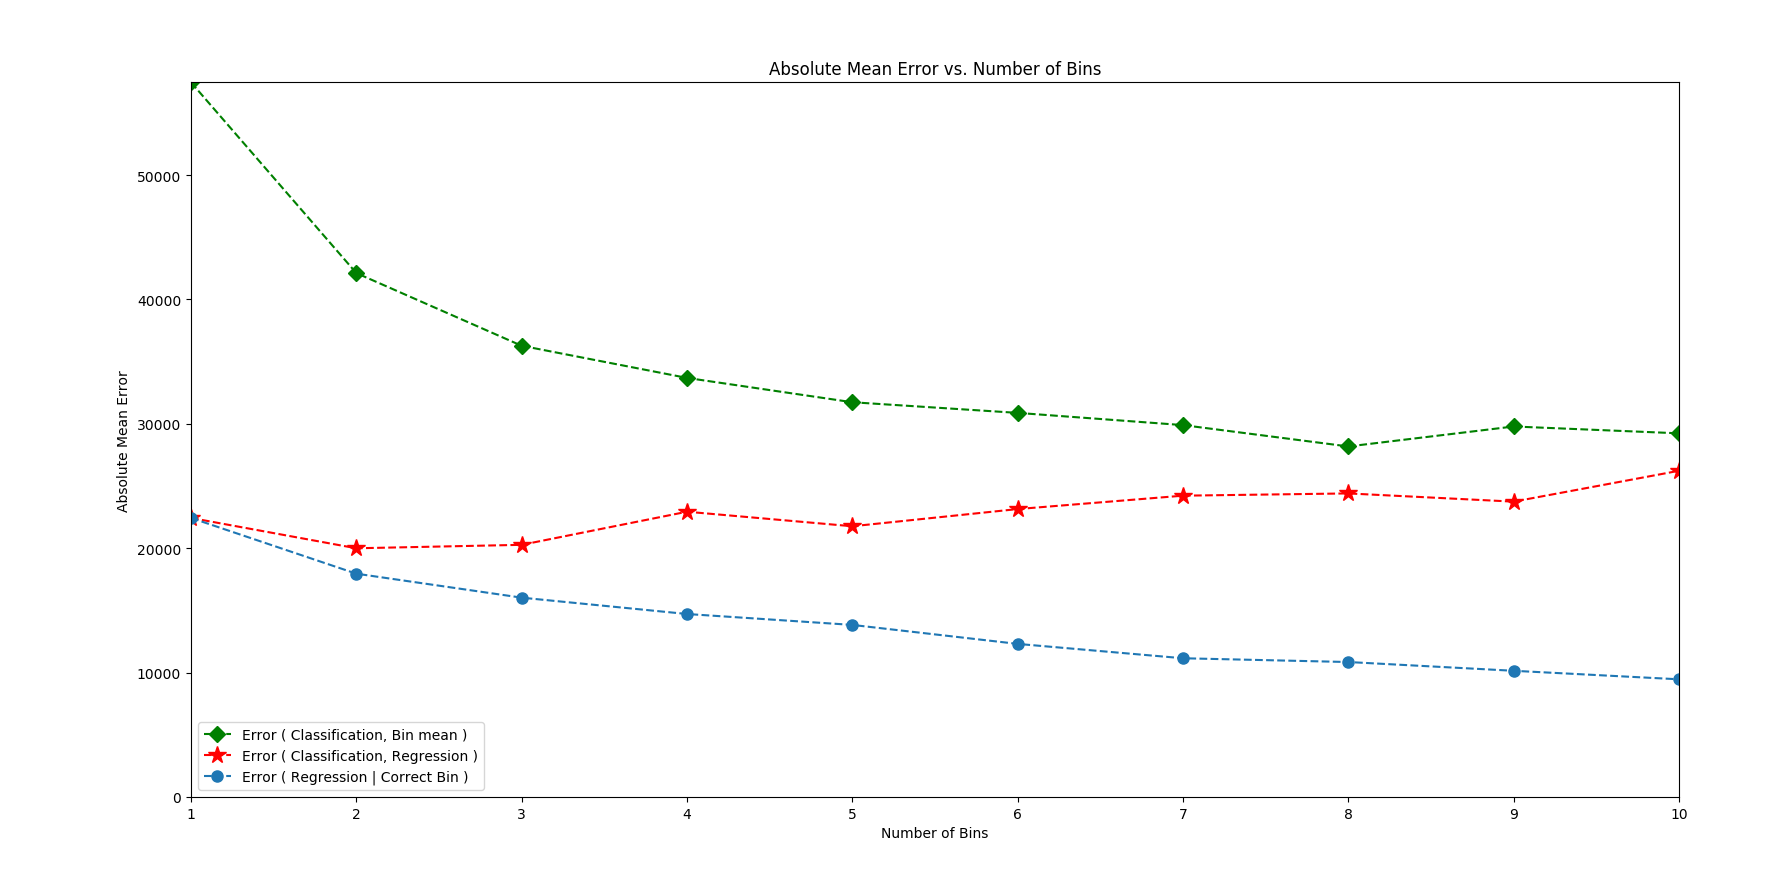 Absolute Mean Error vs. Number of Bins
50000
40000
30000
20000
10000
0
Absolute Mean Error
Error ( Classification, Bin mean )
Error ( Classification, Regression )
Error ( Regression | Correct Bin )
1 2 3 4 5 6 7 8 9 10
Number of Bins